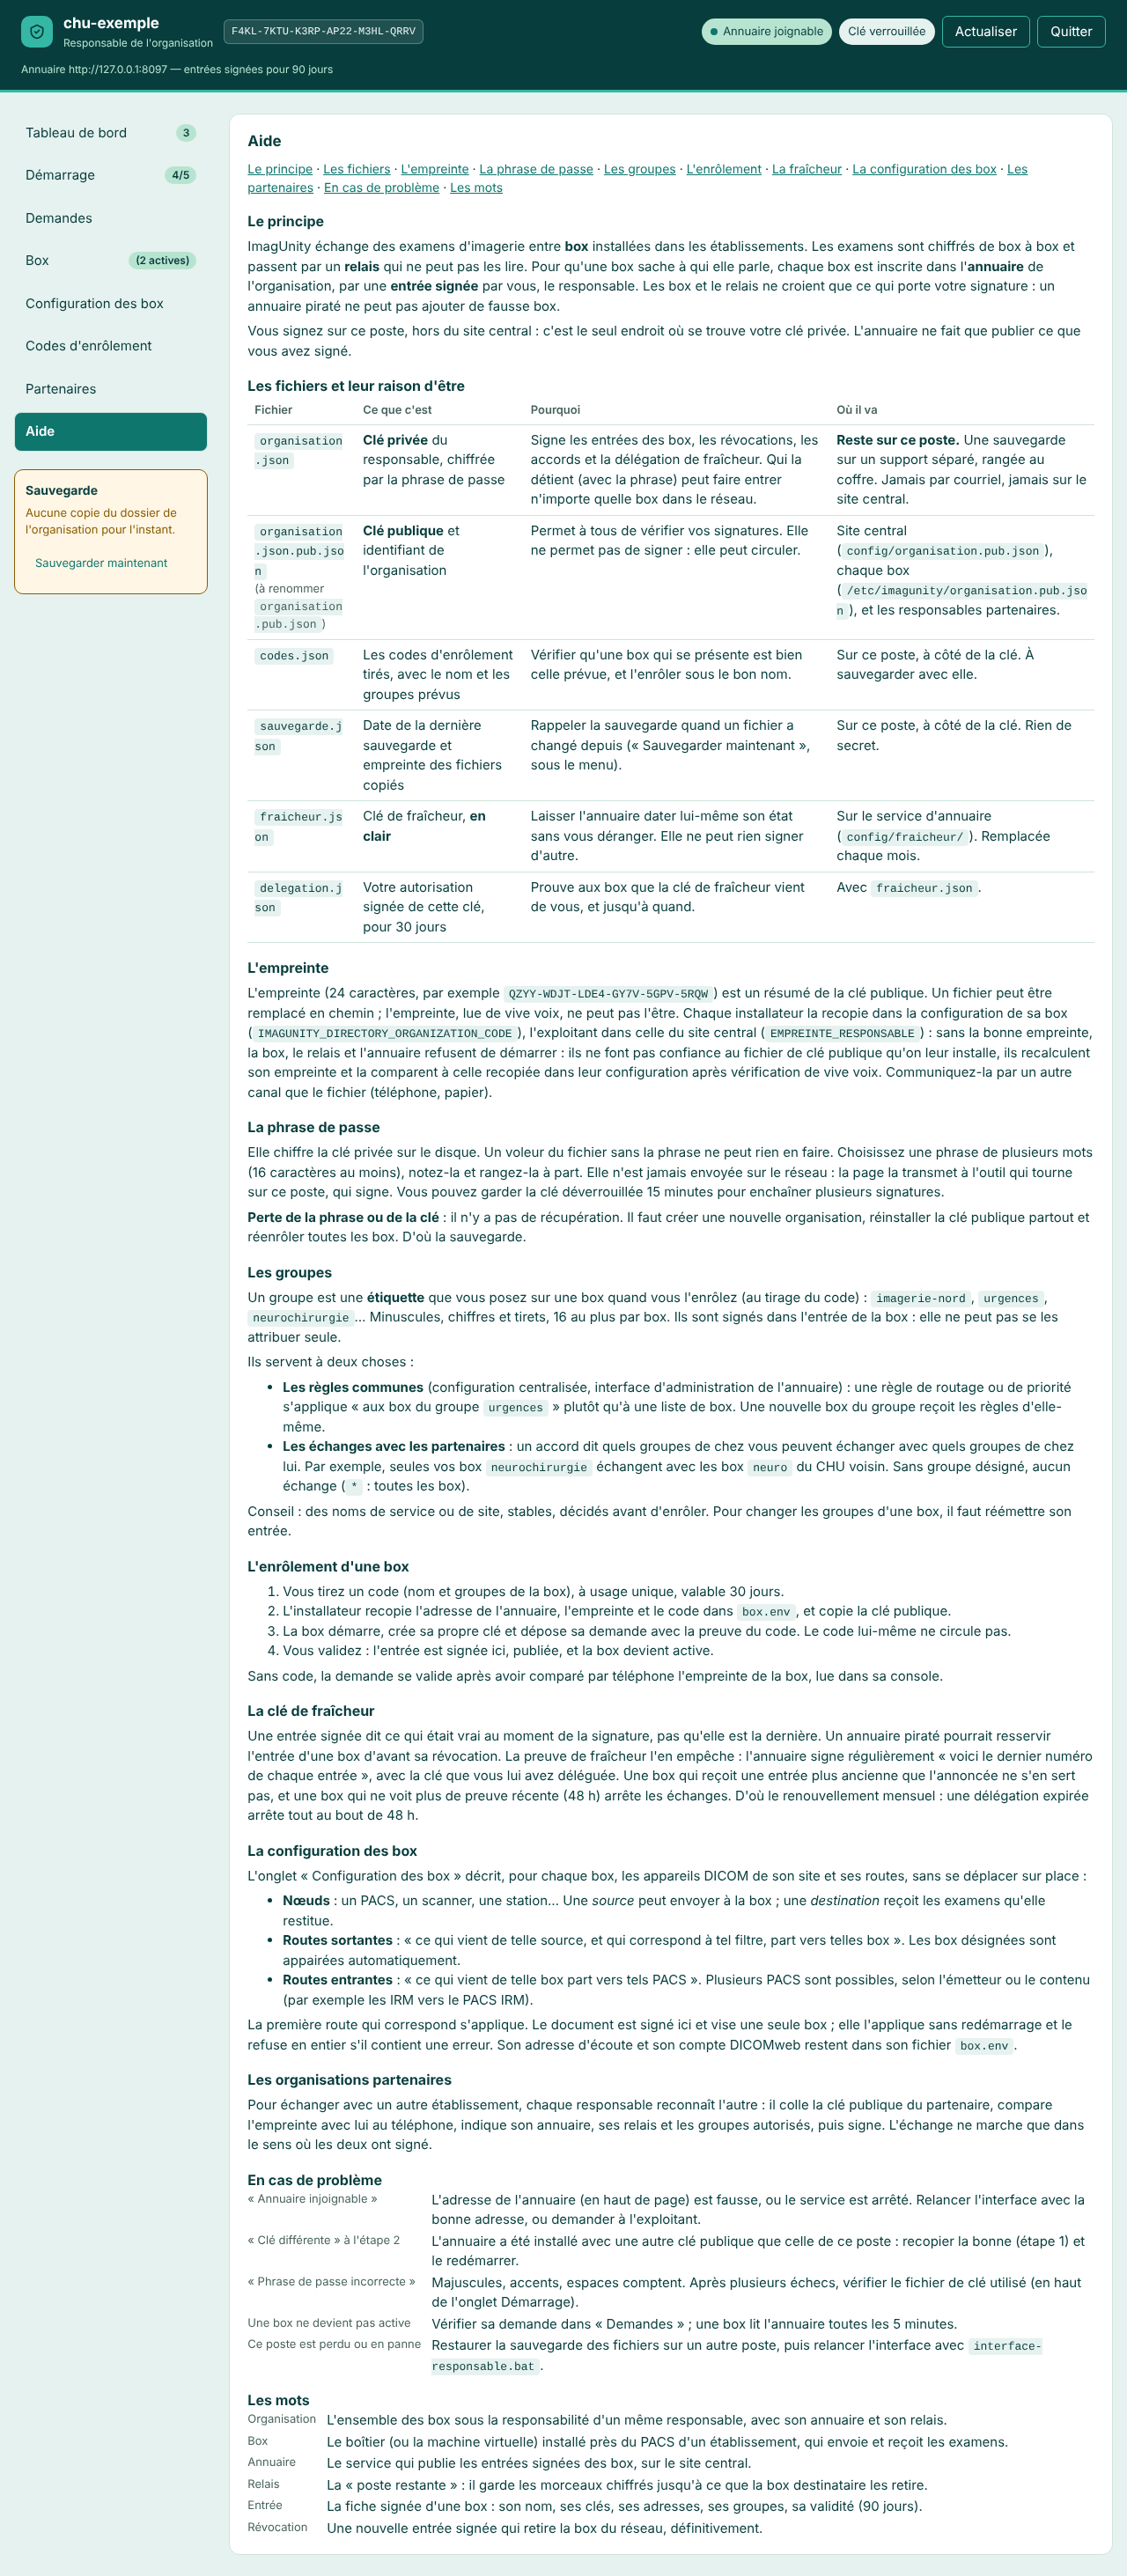 chu-exemple
Responsable de l'organisation
F4KL-7KTU-K3RP-AP22-M3HL-QRRV
Annuaire joignable
Clé verrouillée
Actualiser
Quitter
Annuaire http://127.0.0.1:8097 — entrées signées pour 90 jours
Tableau de bord 3
Démarrage 4/5
Demandes
Box (2 actives)
Configuration des box
Codes d'enrôlement
Partenaires
Aide
Sauvegarde
Aucune copie du dossier de
l'organisation pour l'instant.
Sauvegarder maintenant
Aide
Le principe · Les fichiers · L'empreinte · La phrase de passe · Les groupes · L'enrôlement · La fraîcheur · La configuration des box · Les
partenaires · En cas de problème · Les mots
Le principe
ImagUnity échange des examens d'imagerie entre box installées dans les établissements. Les examens sont chiffrés de box à box et
passent par un relais qui ne peut pas les lire. Pour qu'une box sache à qui elle parle, chaque box est inscrite dans l'annuaire de
l'organisation, par une entrée signée par vous, le responsable. Les box et le relais ne croient que ce qui porte votre signature : un
annuaire piraté ne peut pas ajouter de fausse box.
Vous signez sur ce poste, hors du site central : c'est le seul endroit où se trouve votre clé privée. L'annuaire ne fait que publier ce que
vous avez signé.
Les fichiers et leur raison d'être
Fichier Ce que c'est Pourquoi Où il va
organisation
.json
Clé privée du
responsable, chiffrée
par la phrase de passe
Signe les entrées des box, les révocations, les
accords et la délégation de fraîcheur. Qui la
détient (avec la phrase) peut faire entrer
n'importe quelle box dans le réseau.
Reste sur ce poste. Une sauvegarde
sur un support séparé, rangée au
coffre. Jamais par courriel, jamais sur le
site central.
organisation
.json.pub.jso
n
(à renommer
organisation
.pub.json)
Clé publique et
identifiant de
l'organisation
Permet à tous de vérifier vos signatures. Elle
ne permet pas de signer : elle peut circuler.
Site central
(config/organisation.pub.json),
chaque box
(/etc/imagunity/organisation.pub.jso
n), et les responsables partenaires.
codes.json
Les codes d'enrôlement
tirés, avec le nom et les
groupes prévus
Vérifier qu'une box qui se présente est bien
celle prévue, et l'enrôler sous le bon nom.
Sur ce poste, à côté de la clé. À
sauvegarder avec elle.
sauvegarde.j
son
Date de la dernière
sauvegarde et
empreinte des fichiers
copiés
Rappeler la sauvegarde quand un fichier a
changé depuis (« Sauvegarder maintenant »,
sous le menu).
Sur ce poste, à côté de la clé. Rien de
secret.
fraicheur.js
on
Clé de fraîcheur, en
clair
Laisser l'annuaire dater lui-même son état
sans vous déranger. Elle ne peut rien signer
d'autre.
Sur le service d'annuaire
(config/fraicheur/). Remplacée
chaque mois.
delegation.j
son
Votre autorisation
signée de cette clé,
pour 30 jours
Prouve aux box que la clé de fraîcheur vient
de vous, et jusqu'à quand.
Avec fraicheur.json.
L'empreinte
L'empreinte (24 caractères, par exemple QZYY-WDJT-LDE4-GY7V-5GPV-5RQW) est un résumé de la clé publique. Un fichier peut être
remplacé en chemin ; l'empreinte, lue de vive voix, ne peut pas l'être. Chaque installateur la recopie dans la configuration de sa box
(IMAGUNITY_DIRECTORY_ORGANIZATION_CODE), l'exploitant dans celle du site central (EMPREINTE_RESPONSABLE) : sans la bonne empreinte,
la box, le relais et l'annuaire refusent de démarrer : ils ne font pas confiance au fichier de clé publique qu'on leur installe, ils recalculent
son empreinte et la comparent à celle recopiée dans leur configuration après vérification de vive voix. Communiquez-la par un autre
canal que le fichier (téléphone, papier).
La phrase de passe
Elle chiffre la clé privée sur le disque. Un voleur du fichier sans la phrase ne peut rien en faire. Choisissez une phrase de plusieurs mots
(16 caractères au moins), notez-la et rangez-la à part. Elle n'est jamais envoyée sur le réseau : la page la transmet à l'outil qui tourne
sur ce poste, qui signe. Vous pouvez garder la clé déverrouillée 15 minutes pour enchaîner plusieurs signatures.
Perte de la phrase ou de la clé : il n'y a pas de récupération. Il faut créer une nouvelle organisation, réinstaller la clé publique partout et
réenrôler toutes les box. D'où la sauvegarde.
Les groupes
Un groupe est une étiquette que vous posez sur une box quand vous l'enrôlez (au tirage du code) : imagerie-nord, urgences,
neurochirurgie… Minuscules, chiffres et tirets, 16 au plus par box. Ils sont signés dans l'entrée de la box : elle ne peut pas se les
attribuer seule.
Ils servent à deux choses :
• Les règles communes (configuration centralisée, interface d'administration de l'annuaire) : une règle de routage ou de priorité
s'applique « aux box du groupe urgences » plutôt qu'à une liste de box. Une nouvelle box du groupe reçoit les règles d'elle-
même.
• Les échanges avec les partenaires : un accord dit quels groupes de chez vous peuvent échanger avec quels groupes de chez
lui. Par exemple, seules vos box neurochirurgie échangent avec les box neuro du CHU voisin. Sans groupe désigné, aucun
échange (* : toutes les box).
Conseil : des noms de service ou de site, stables, décidés avant d'enrôler. Pour changer les groupes d'une box, il faut réémettre son
entrée.
L'enrôlement d'une box
1. Vous tirez un code (nom et groupes de la box), à usage unique, valable 30 jours.
2. L'installateur recopie l'adresse de l'annuaire, l'empreinte et le code dans box.env, et copie la clé publique.
3. La box démarre, crée sa propre clé et dépose sa demande avec la preuve du code. Le code lui-même ne circule pas.
4. Vous validez : l'entrée est signée ici, publiée, et la box devient active.
Sans code, la demande se valide après avoir comparé par téléphone l'empreinte de la box, lue dans sa console.
La clé de fraîcheur
Une entrée signée dit ce qui était vrai au moment de la signature, pas qu'elle est la dernière. Un annuaire piraté pourrait resservir
l'entrée d'une box d'avant sa révocation. La preuve de fraîcheur l'en empêche : l'annuaire signe régulièrement « voici le dernier numéro
de chaque entrée », avec la clé que vous lui avez déléguée. Une box qui reçoit une entrée plus ancienne que l'annoncée ne s'en sert
pas, et une box qui ne voit plus de preuve récente (48 h) arrête les échanges. D'où le renouvellement mensuel : une délégation expirée
arrête tout au bout de 48 h.
La configuration des box
L'onglet « Configuration des box » décrit, pour chaque box, les appareils DICOM de son site et ses routes, sans se déplacer sur place :
• Nœuds : un PACS, un scanner, une station… Une source peut envoyer à la box ; une destination reçoit les examens qu'elle
restitue.
• Routes sortantes : « ce qui vient de telle source, et qui correspond à tel filtre, part vers telles box ». Les box désignées sont
appairées automatiquement.
• Routes entrantes : « ce qui vient de telle box part vers tels PACS ». Plusieurs PACS sont possibles, selon l'émetteur ou le contenu
(par exemple les IRM vers le PACS IRM).
La première route qui correspond s'applique. Le document est signé ici et vise une seule box ; elle l'applique sans redémarrage et le
refuse en entier s'il contient une erreur. Son adresse d'écoute et son compte DICOMweb restent dans son fichier box.env.
Les organisations partenaires
Pour échanger avec un autre établissement, chaque responsable reconnaît l'autre : il colle la clé publique du partenaire, compare
l'empreinte avec lui au téléphone, indique son annuaire, ses relais et les groupes autorisés, puis signe. L'échange ne marche que dans
le sens où les deux ont signé.
En cas de problème
« Annuaire injoignable » L'adresse de l'annuaire (en haut de page) est fausse, ou le service est arrêté. Relancer l'interface avec la
bonne adresse, ou demander à l'exploitant.
« Clé différente » à l'étape 2 L'annuaire a été installé avec une autre clé publique que celle de ce poste : recopier la bonne (étape 1) et
le redémarrer.
« Phrase de passe incorrecte » Majuscules, accents, espaces comptent. Après plusieurs échecs, vérifier le fichier de clé utilisé (en haut
de l'onglet Démarrage).
Une box ne devient pas active Vérifier sa demande dans « Demandes » ; une box lit l'annuaire toutes les 5 minutes.
Ce poste est perdu ou en panne Restaurer la sauvegarde des fichiers sur un autre poste, puis relancer l'interface avec interface-
responsable.bat.
Les mots
Organisation L'ensemble des box sous la responsabilité d'un même responsable, avec son annuaire et son relais.
Box Le boîtier (ou la machine virtuelle) installé près du PACS d'un établissement, qui envoie et reçoit les examens.
Annuaire Le service qui publie les entrées signées des box, sur le site central.
Relais La « poste restante » : il garde les morceaux chiffrés jusqu'à ce que la box destinataire les retire.
Entrée La fiche signée d'une box : son nom, ses clés, ses adresses, ses groupes, sa validité (90 jours).
Révocation Une nouvelle entrée signée qui retire la box du réseau, définitivement.